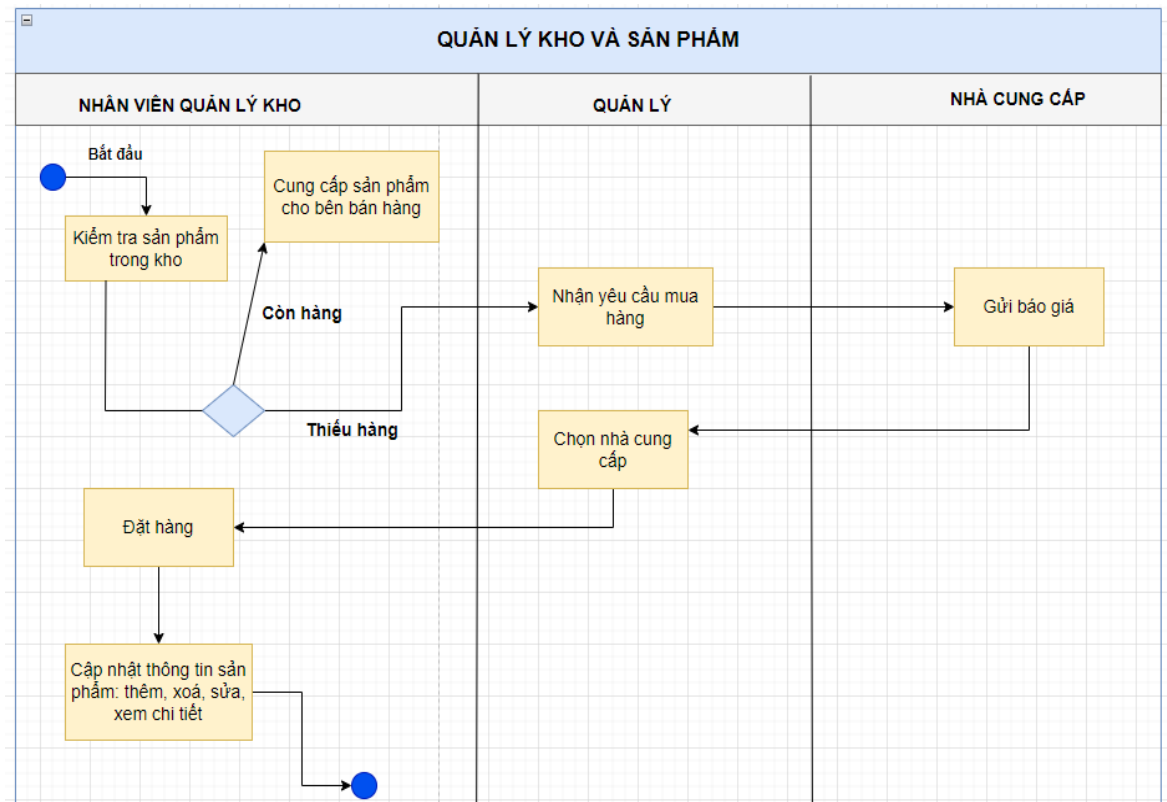 QUẢN LÝ KHO VÀ SẢN PHẨM
NHÂN VIÊN QUẢN LÝ KHO
QUẢN LÝ
NHÀ CUNG CẤP
Bắt đầu
Cung cấp sản phẩm
cho bên bán hàng
Kiểm tra sản phẩm
trong kho
Còn hàng
Nhận yêu cầu mua
hàng
Gửi báo giá
Thiếu hàng
Chọn nhà cung
cấp
Đặt hàng
Cập nhật thông tin sản
phẩm: thêm, xoá, sửa,
xem chi tiết